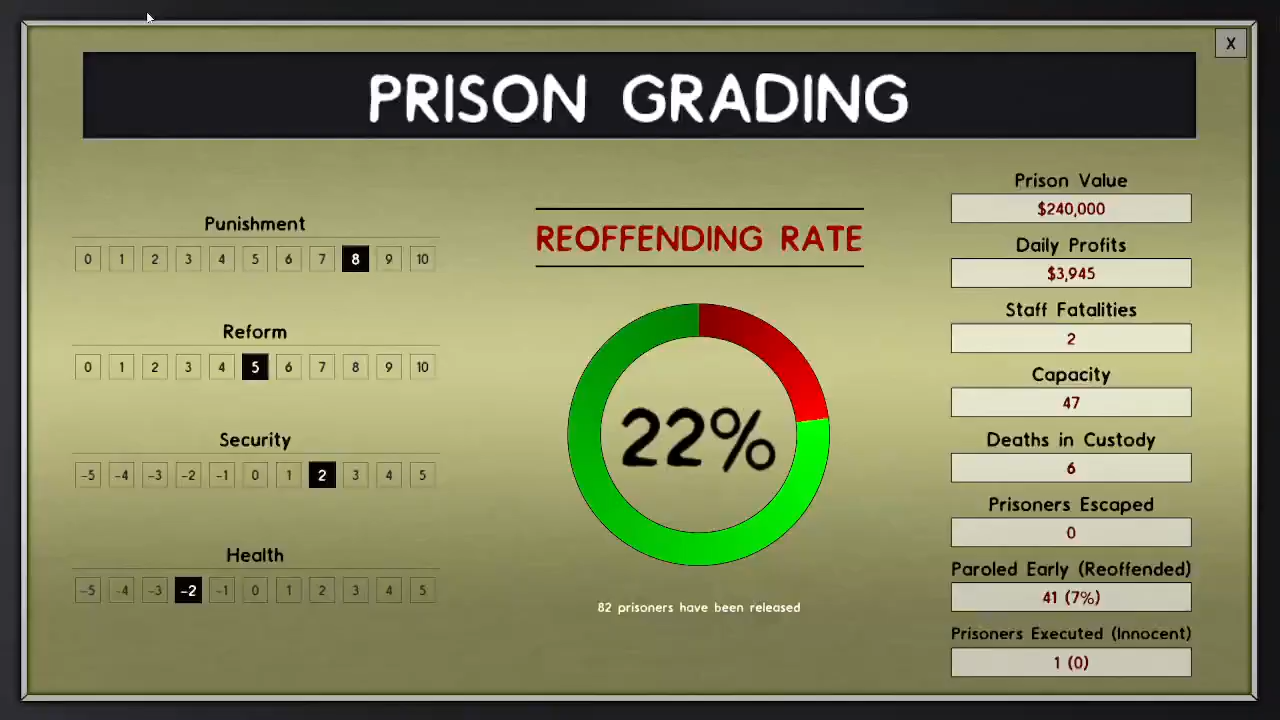 X
PRISON GRADING
Punishment
0 1 2 3 4 5 6 7 8 9 10
Reform
0 1 2 3 4 5 6 7 8 9 10
Security
-5 -4 -3 -2 -1 0 1 2 3 4 5
Health
-5 -4 -3 -2 -1 0 1 2 3 4 5
REOFFENDING RATE
22%
82 prisoners have been released
Prison Value
$240,000
Daily Profits
$3,945
Staff Fatalities
2
Capacity
47
Deaths in Custody
6
Prisoners Escaped
0
Paroled Early (Reoffended)
41 (7%)
Prisoners Executed (Innocent)
1 (0)